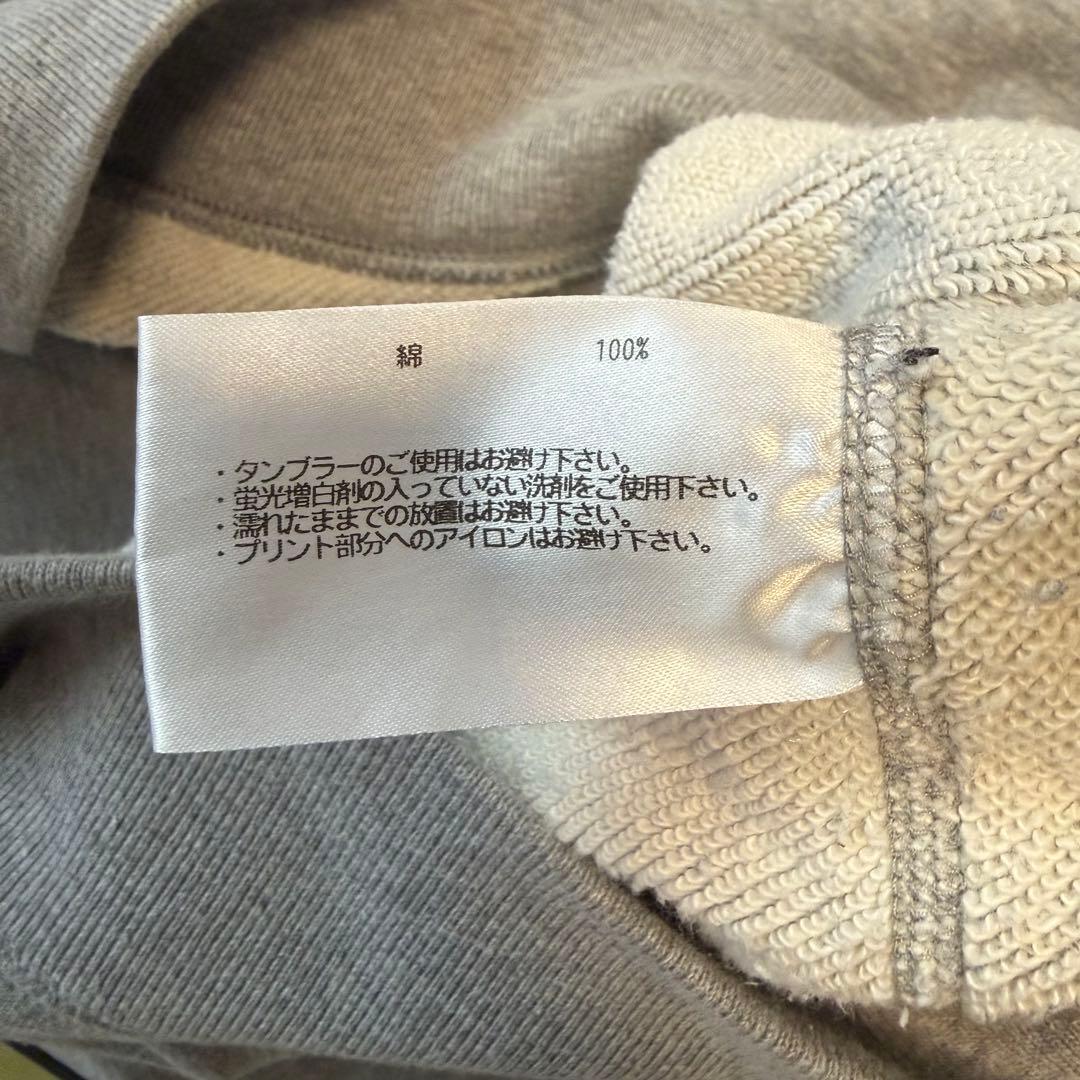 綿 100%
・タンブラーのご使用はお避け下さい。
・蛍光増白剤の入っていない洗剤をご使用下さい。
・濡れたままでの放置はお避け下さい。
・プリント部分へのアイロンはお避け下さい。